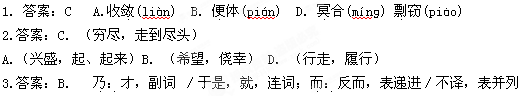 1. 答案：C   A.收敛(liàn)  B. 便体(pián)  D. 冥合(míng) 剽窃(piào)
2.答案：C.（穷尽，走到尽头）
A.（兴盛，起、起来）B.（希望，侥幸） D.（行走，履行）
3.答案：B.  乃：才，副词 ／于是，就，连词；而：反而，表递进／不译，表并列